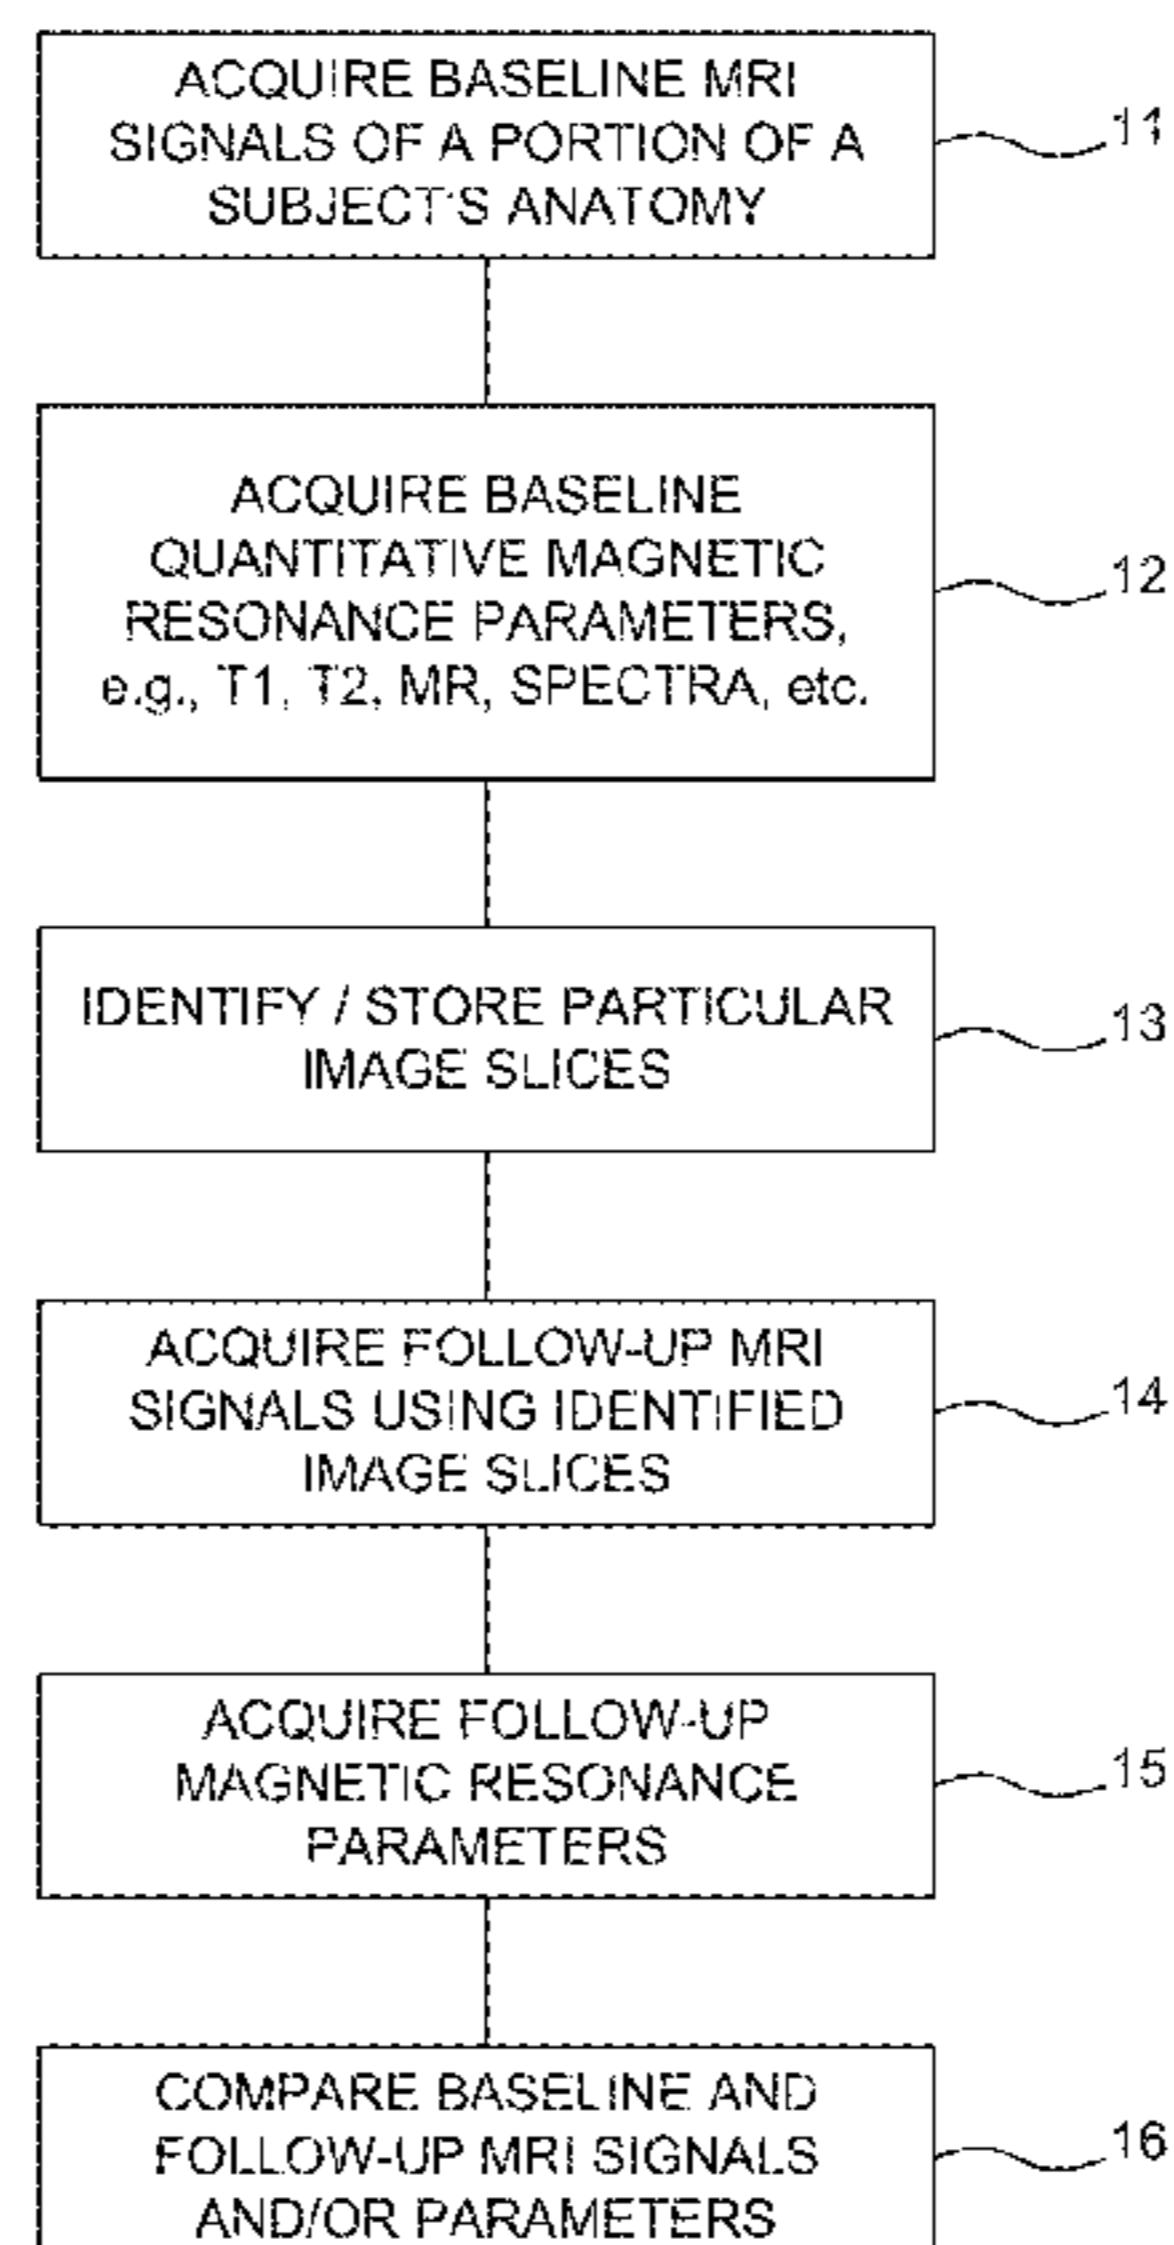 ACQUIRE BASELINE MRI
SIGNALS OF A PORTION OF A
SUBJECT'S ANATOMY
11
ACQUIRE BASELINE
QUANTITATIVE MAGNETIC
RESONANCE PARAMETERS,
e.g., T1, T2, MR, SPECTRA, etc.
12
IDENTIFY / STORE PARTICULAR
IMAGE SLICES
13
ACQUIRE FOLLOW-UP MRI
SIGNALS USING IDENTIFIED
IMAGE SLICES
14
ACQUIRE FOLLOW-UP
MAGNETIC RESONANCE
PARAMETERS
15
COMPARE BASELINE AND
FOLLOW-UP MRI SIGNALS
AND/OR PARAMETERS
16